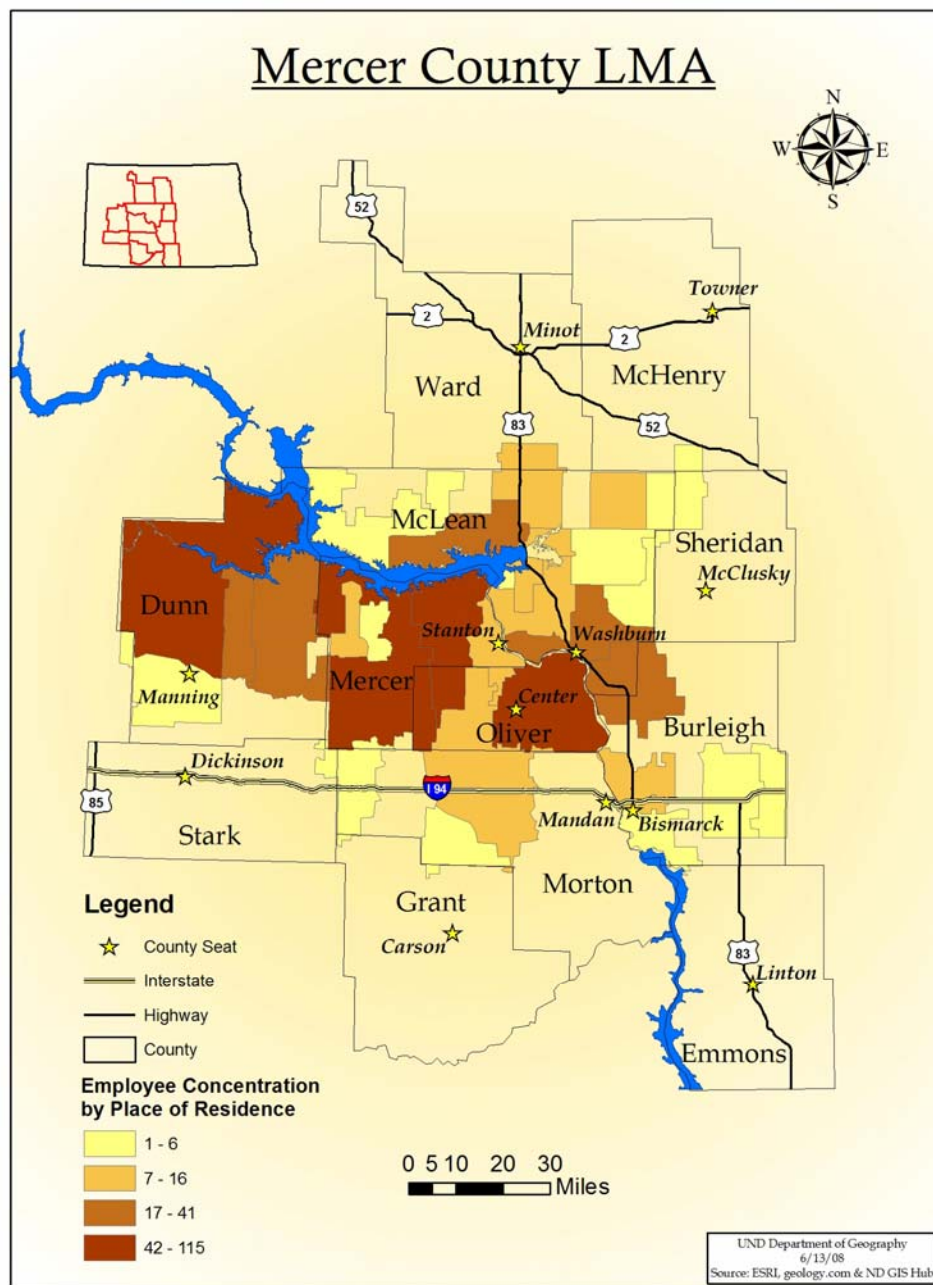 Mercer County LMA
N
W
E
S
52
Towner
2
Minot
2
McHenry
Ward
83
52
McLean
Sheridan
McClusky
Dunn
Stanton
Washburn
Mercer
Manning
Center
Oliver
Burleigh
Dickinson
I 94
85
Mandan
Bismarck
Stark
Morton
Grant
Carson
83
Linton
Emmons
Legend
County Seat
Interstate
Highway
County
Employee Concentration
by Place of Residence
1 - 6
7 - 16
17 - 41
42 - 115
0 5 10 20 30
Miles
UND Department of Geography
6/13/08
Source: ESRI, geology.com & ND GIS Hub